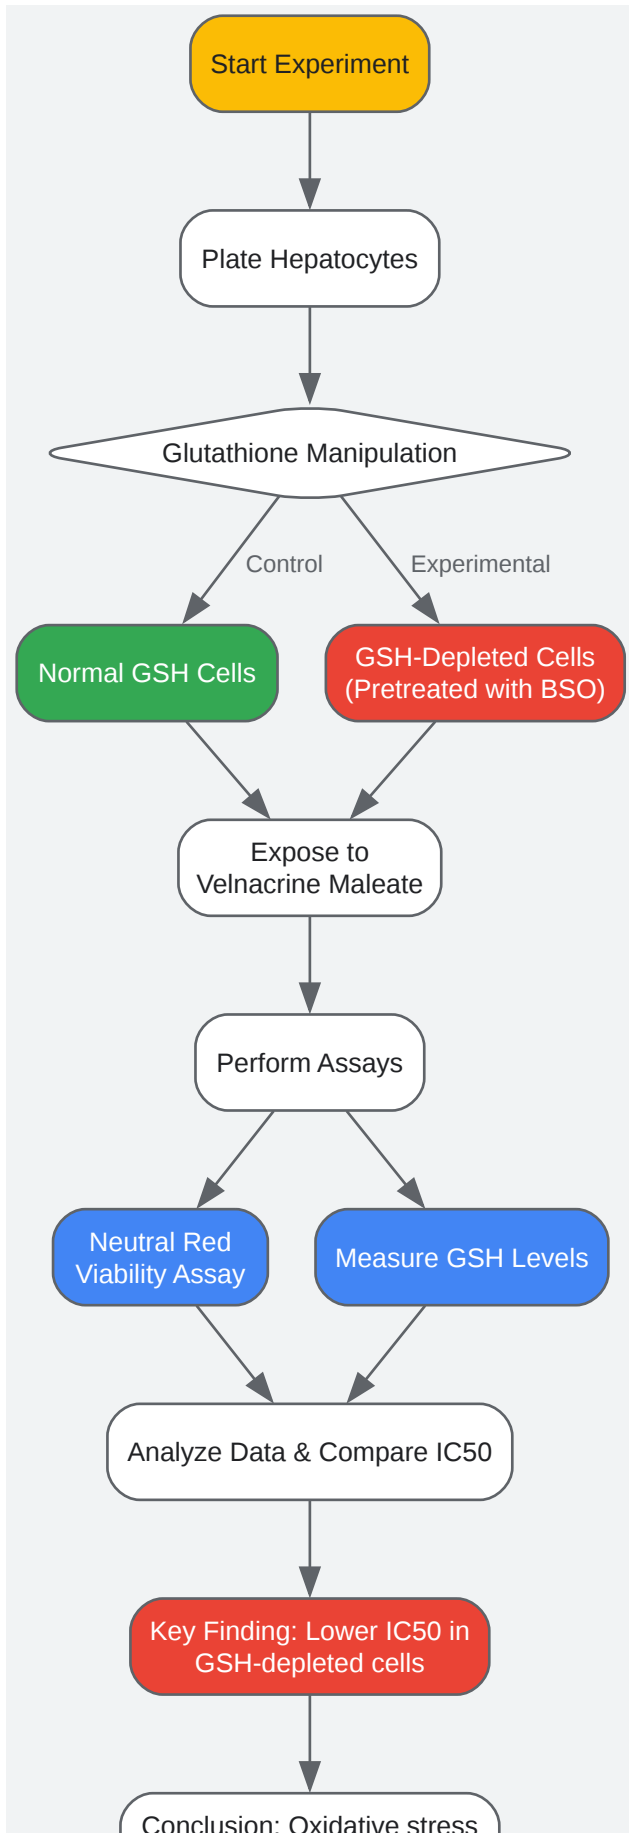 Start Experiment
Plate Hepatocytes
Glutathione Manipulation
Control
Experimental
Normal GSH Cells
GSH-Depleted Cells
(Pretreated with BSO)
Expose to
Velnacrine Maleate
Perform Assays
Neutral Red
Viability Assay
Measure GSH Levels
Analyze Data & Compare IC50
Key Finding: Lower IC50 in
GSH-depleted cells
Conclusion: Oxidative stress